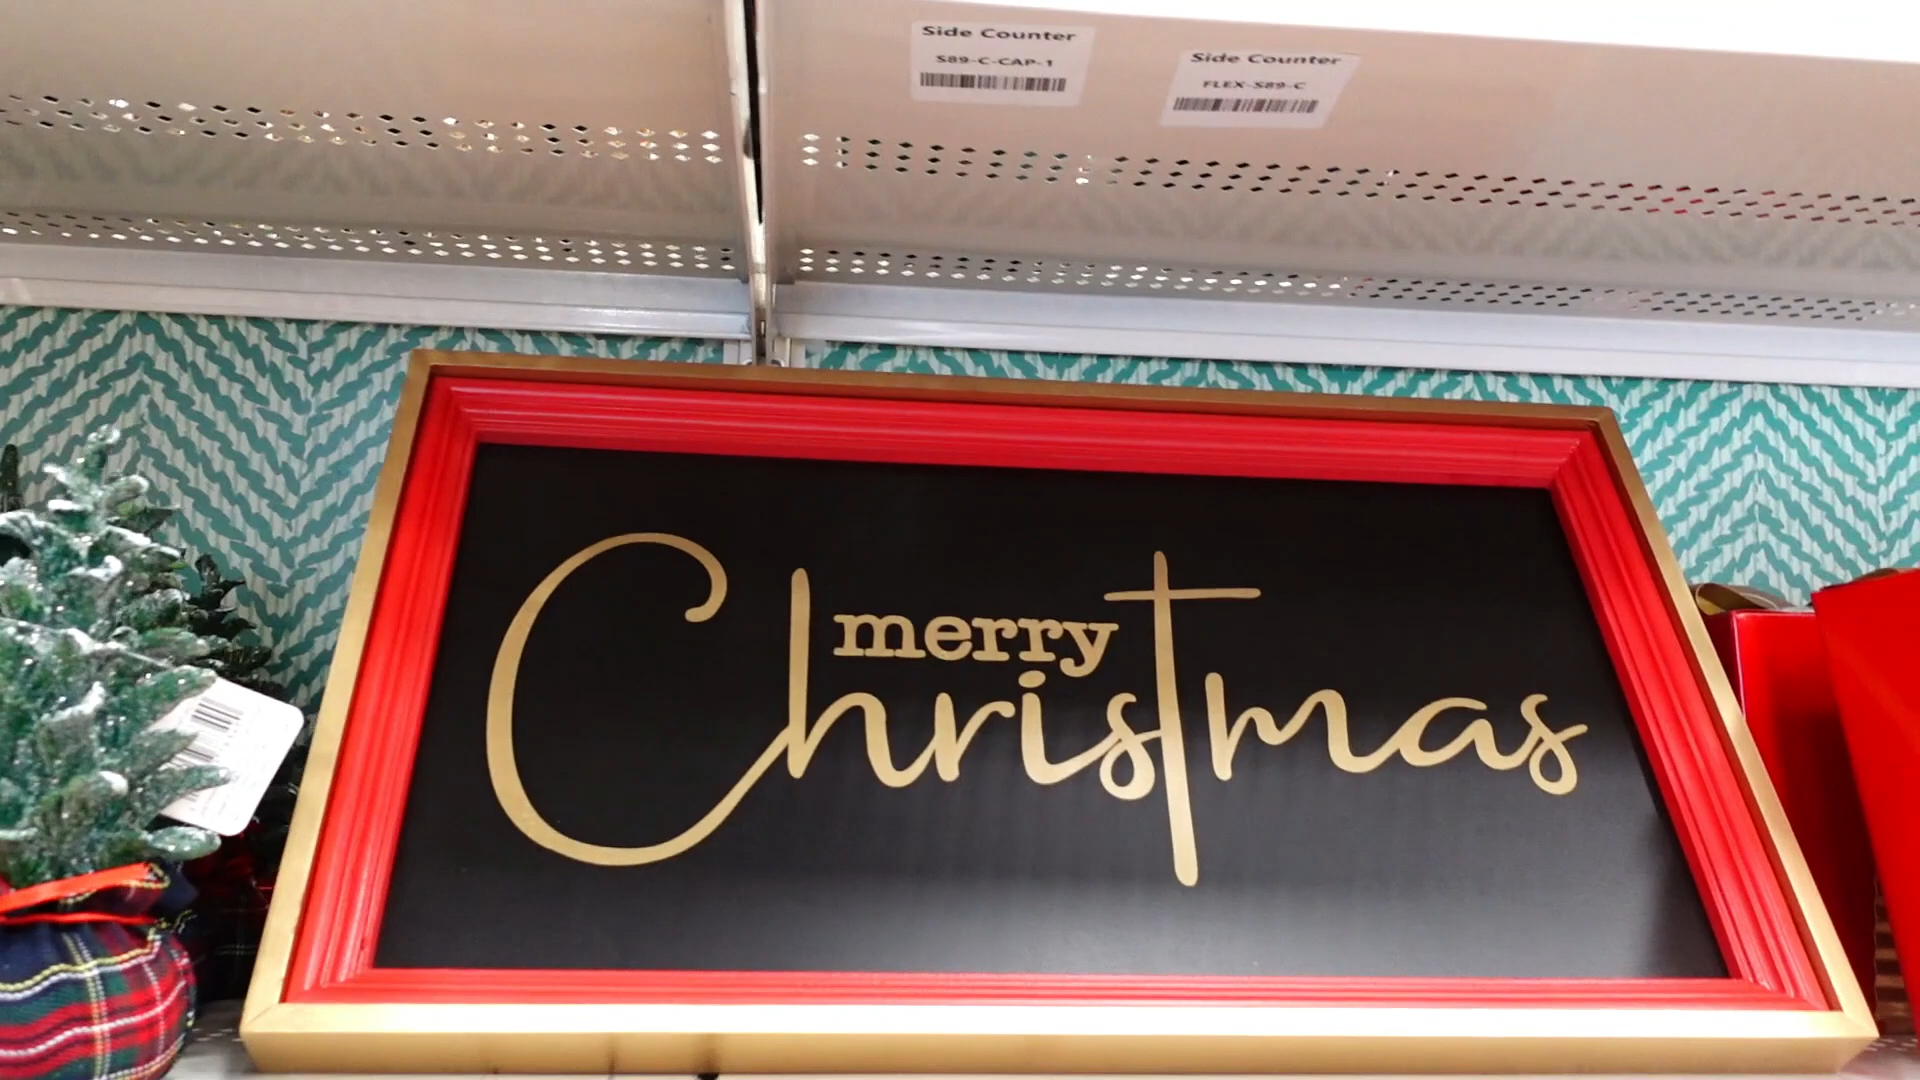 Side Counter
S89-C-CAP-1
Side Counter
FLEX-S89-C
merry
Christmas